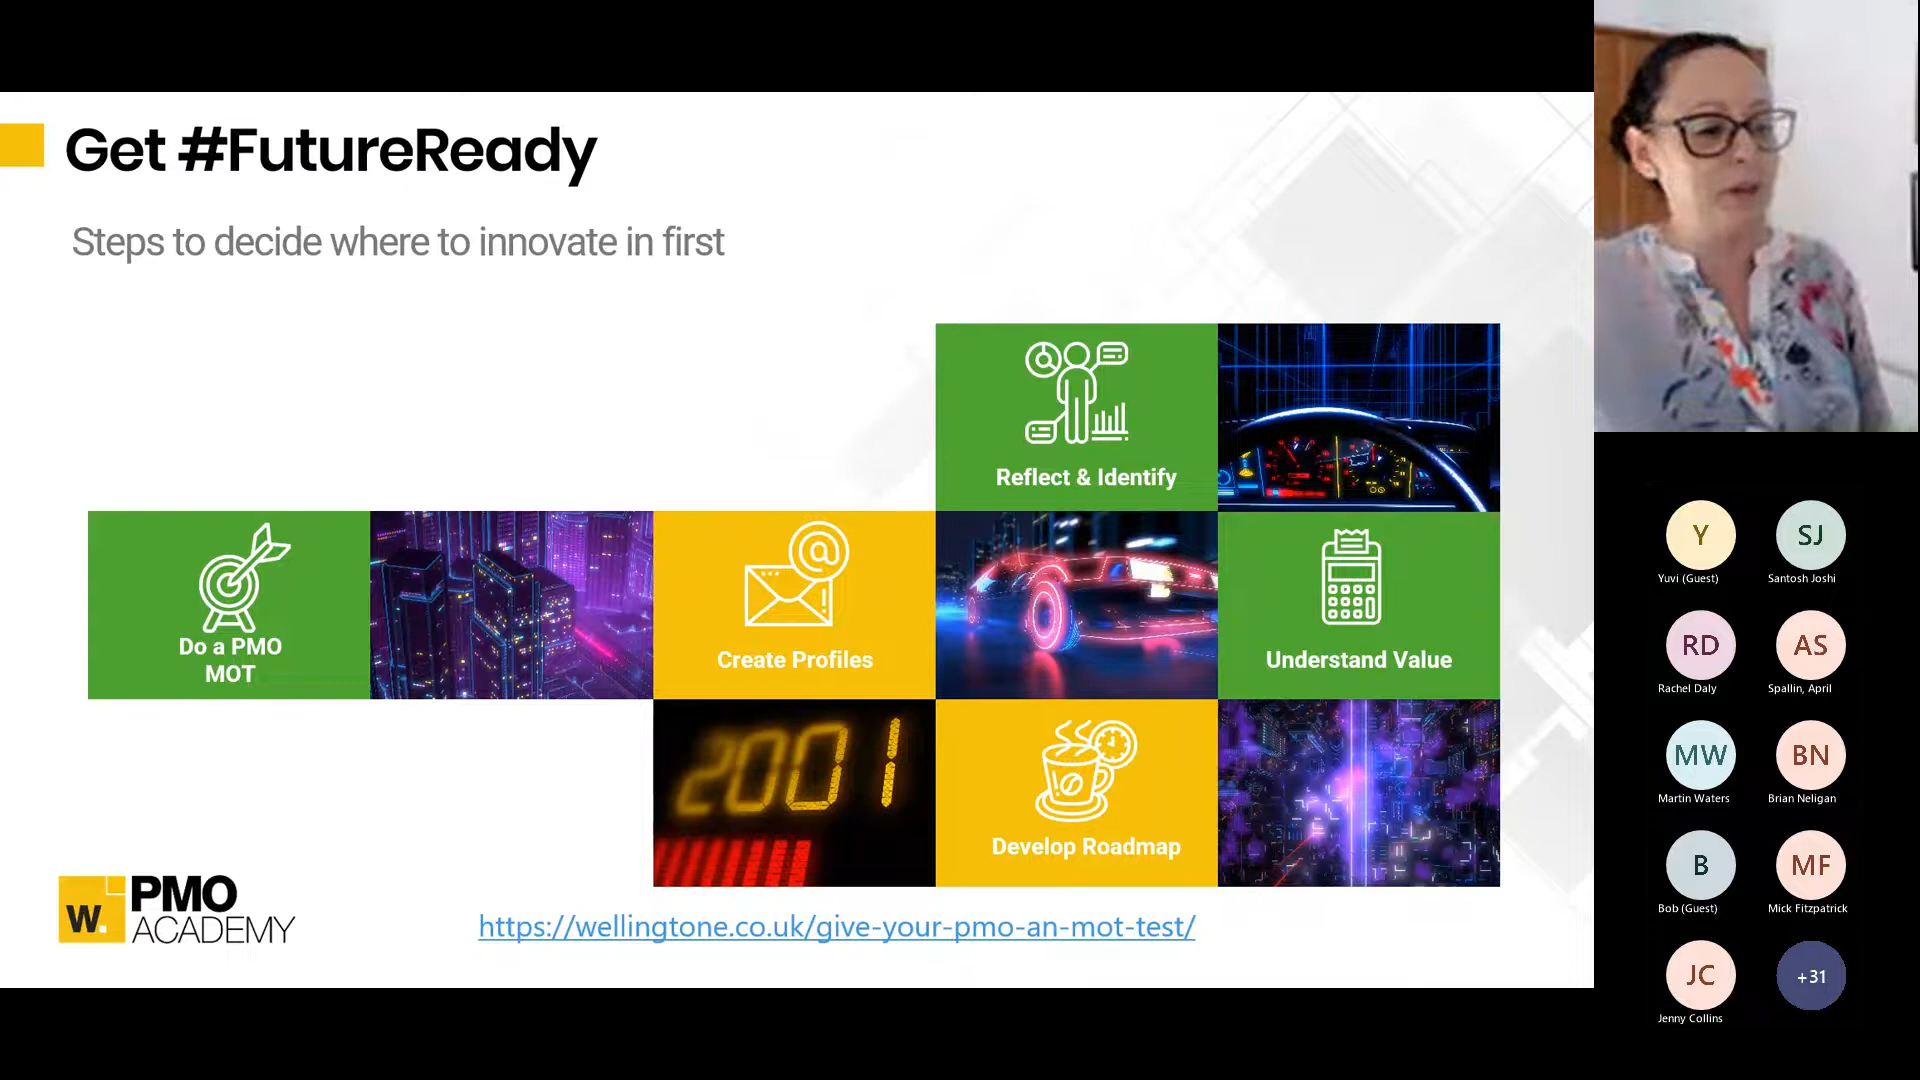 Get #FutureReady
Steps to decide where to innovate in first
Reflect & Identify
Do a PMO
MOT
Create Profiles
Understand Value
2001
Develop Roadmap
W.
PMO
ACADEMY
https://wellingtone.co.uk/give-your-pmo-an-mot-test/
Y
SJ
Yuvi (Guest)
Santosh Joshi
RD
AS
Rachel Daly
Spallin, April
MW
BN
Martin Waters
Brian Neligan
B
MF
Bob (Guest)
Mick Fitzpatrick
JC
+31
Jenny Collins